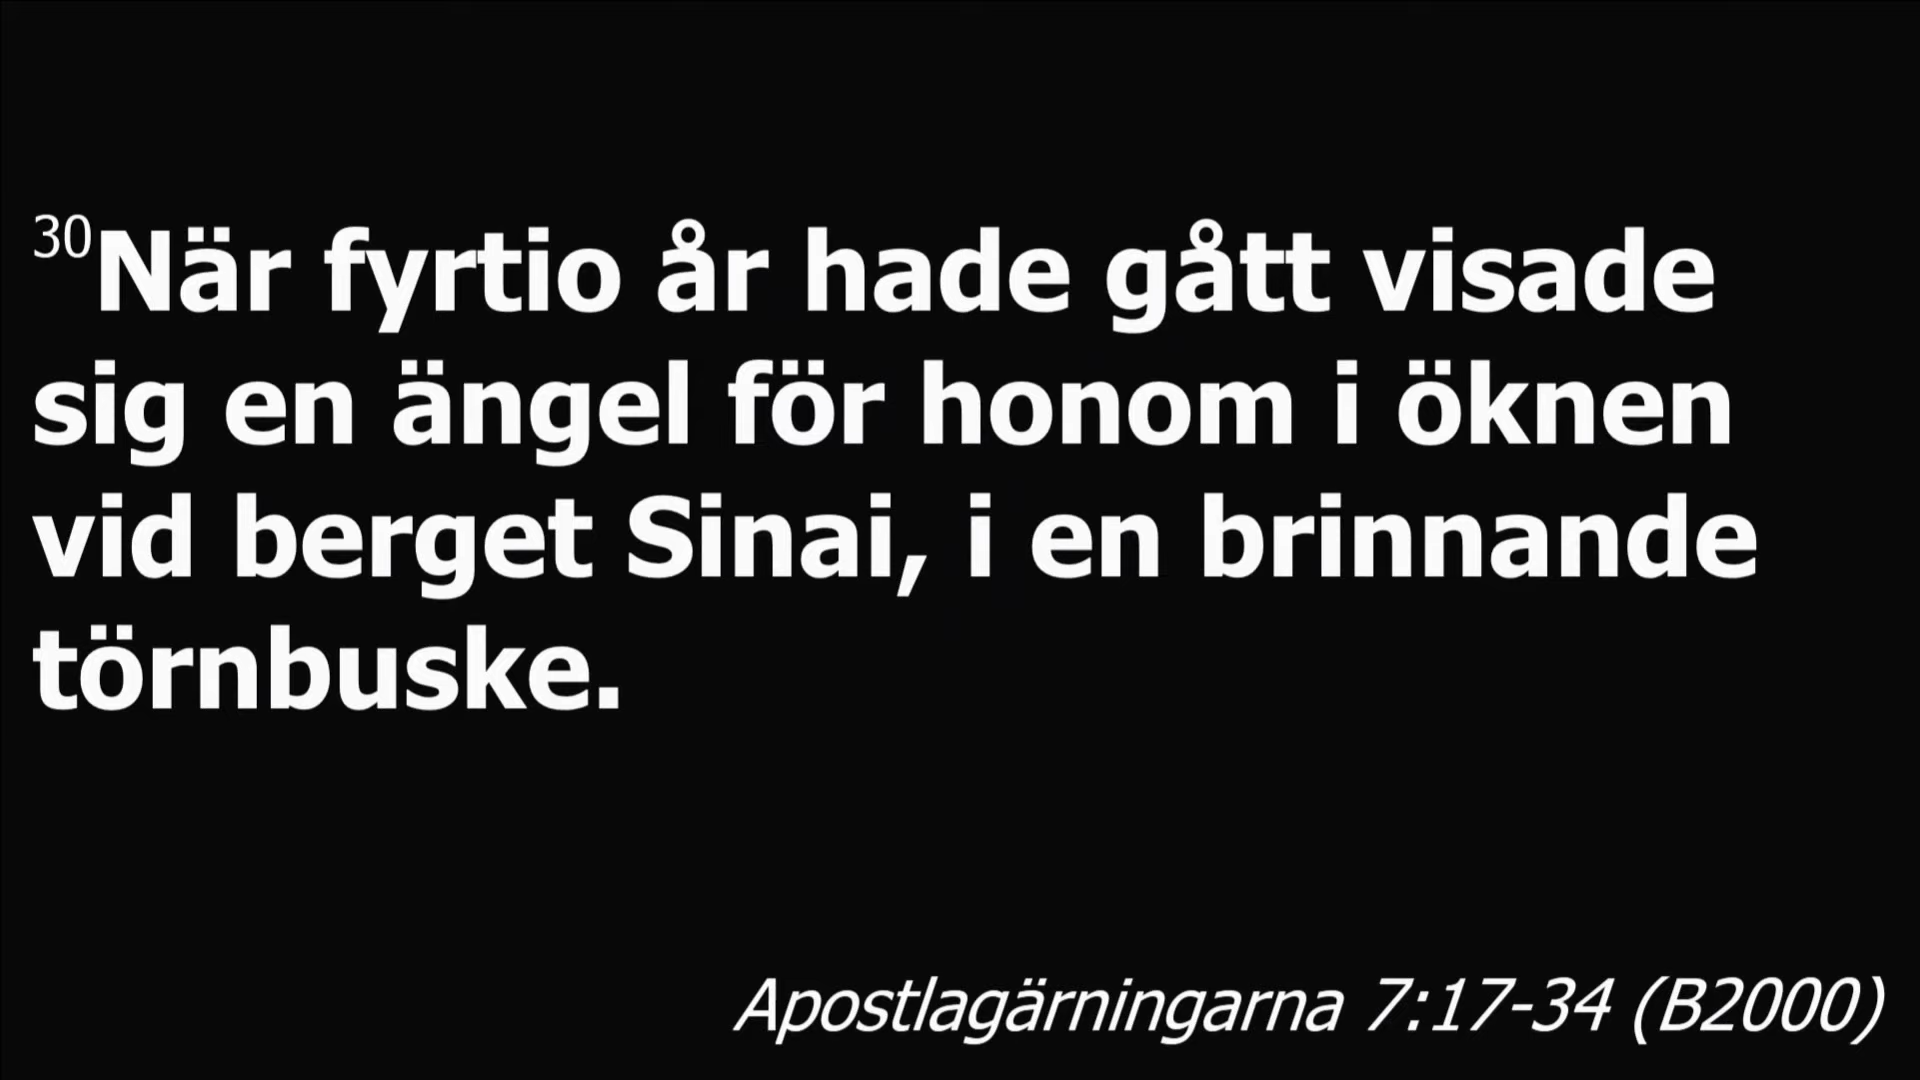 30När fyrtio år hade gått visade
sig en ängel för honom i öknen
vid berget Sinai, i en brinnande
törnbuske.
Apostlagärningarna 7:17-34 (B2000)